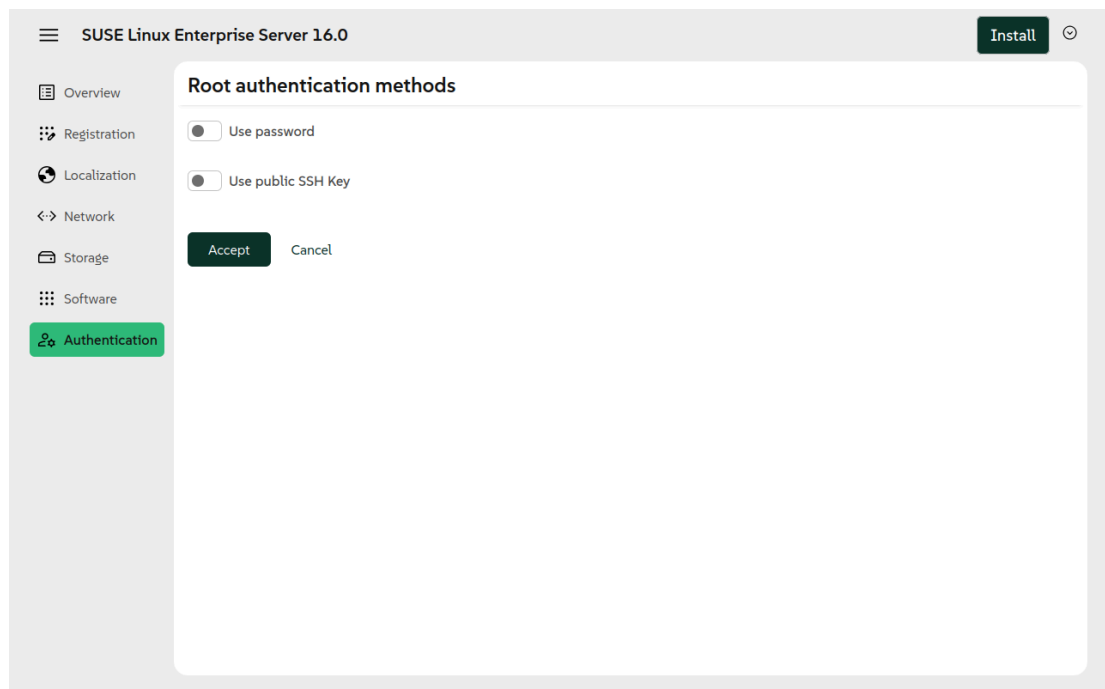 SUSE Linux Enterprise Server 16.0
Install
Overview
Registration
Localization
Network
Storage
Software
Authentication
Root authentication methods
Use password
Use public SSH Key
Accept
Cancel